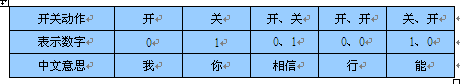 开关动作 开 关 开、关 开、开 关、开
表示数字 0 1 0、1 0、0 1、0
中文意思 我 你 相信 行 能